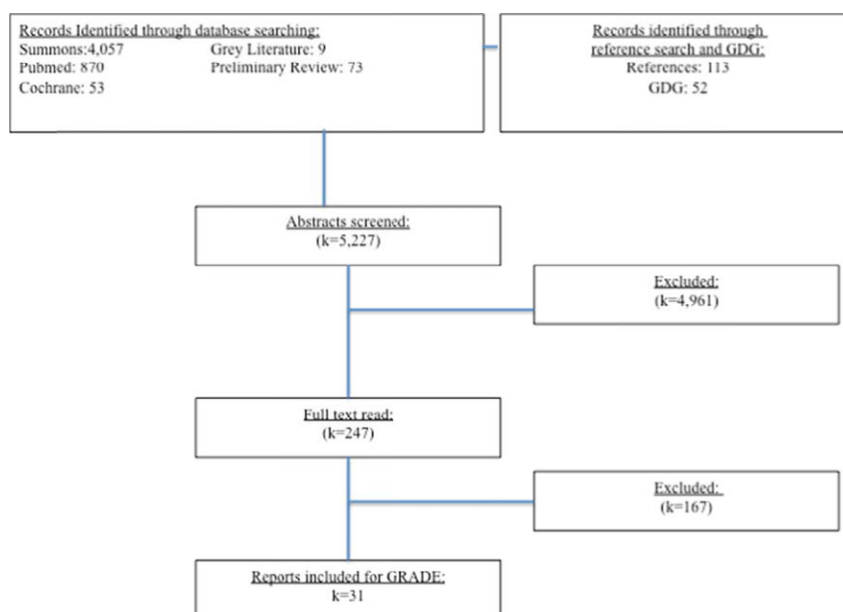 Records Identified through database searching:
Summons:4,057 Grey Literature: 9
Pubmed: 870 Preliminary Review: 73
Cochrane: 53
Records identified through
reference search and GDG:
References: 113
GDG: 52
Abstracts screened:
(k=5,227)
Excluded:
(k=4,961)
Full text read:
(k=247)
Excluded:
(k=167)
Reports included for GRADE:
k=31